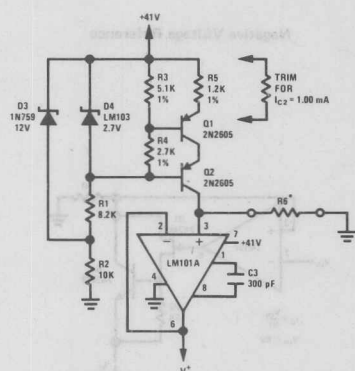 +41V
D3
1N759
12V
D4
LM103
2.7V
R3
5.1K
1%
R5
1.2K
1%
TRIM
FOR
IC2 = 1.00 mA
Q1
2N2605
R4
2.7K
1%
Q2
2N2605
R1
8.2K
R6*
2
3
7
+41V
LM101A
1
C3
300 pF
4
8
R2
10K
6
V+